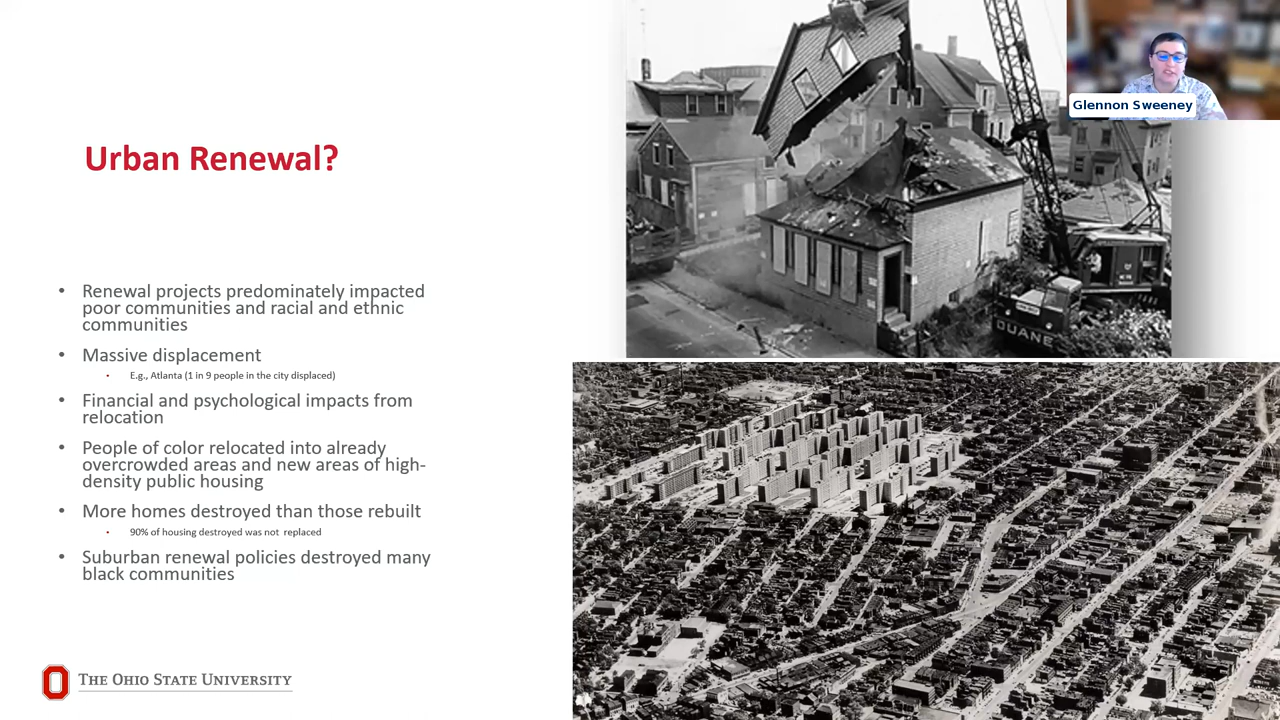 Urban Renewal?
Glennon Sweeney
• Renewal projects predominately impacted
poor communities and racial and ethnic
communities
• Massive displacement
• E.g., Atlanta (1 in 9 people in the city displaced)
• Financial and psychological impacts from
relocation
• People of color relocated into already
overcrowded areas and new areas of high-
density public housing
• More homes destroyed than those rebuilt
• 90% of housing destroyed was not  replaced
• Suburban renewal policies destroyed many
black communities
DUANE
THE OHIO STATE UNIVERSITY